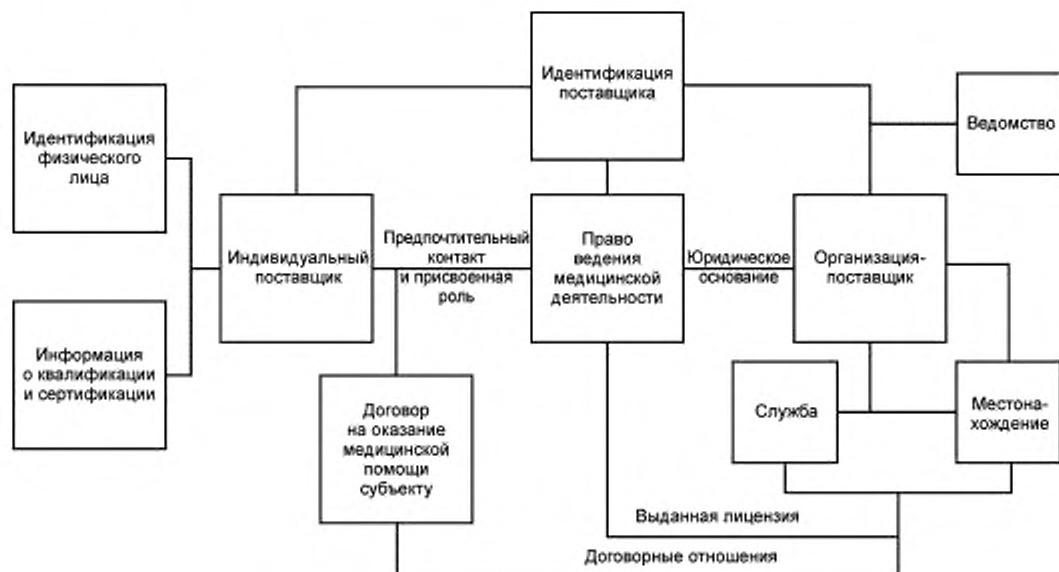 Идентификация
поставщика
Ведомство
Идентификация
физического
лица
Индивидуальный
поставщик
Предпочтительный
контакт
и присвоенная
роль
Право
ведения
медицинской
деятельности
Юридическое
основание
Организация-
поставщик
Информация
о квалификации
и сертификации
Договор
на оказание
медицинской
помощи
субъекту
Служба
Местона-
хождение
Выданная лицензия
Договорные отношения